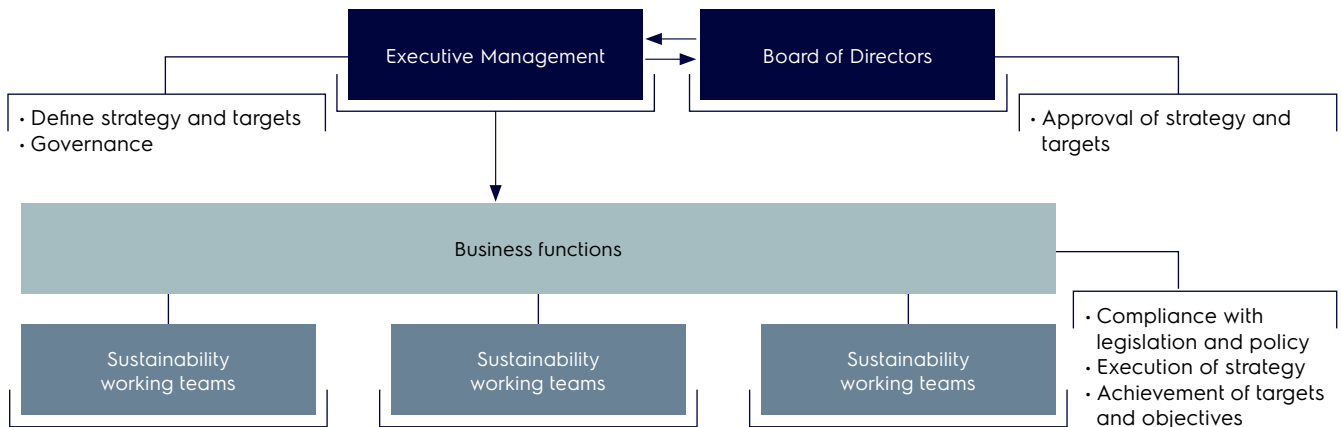 Executive Management
Board of Directors
· Define strategy and targets
· Governance
· Approval of strategy and
targets
Business functions
Sustainability
working teams
Sustainability
working teams
Sustainability
working teams
· Compliance with
legislation and policy
· Execution of strategy
· Achievement of targets
and objectives